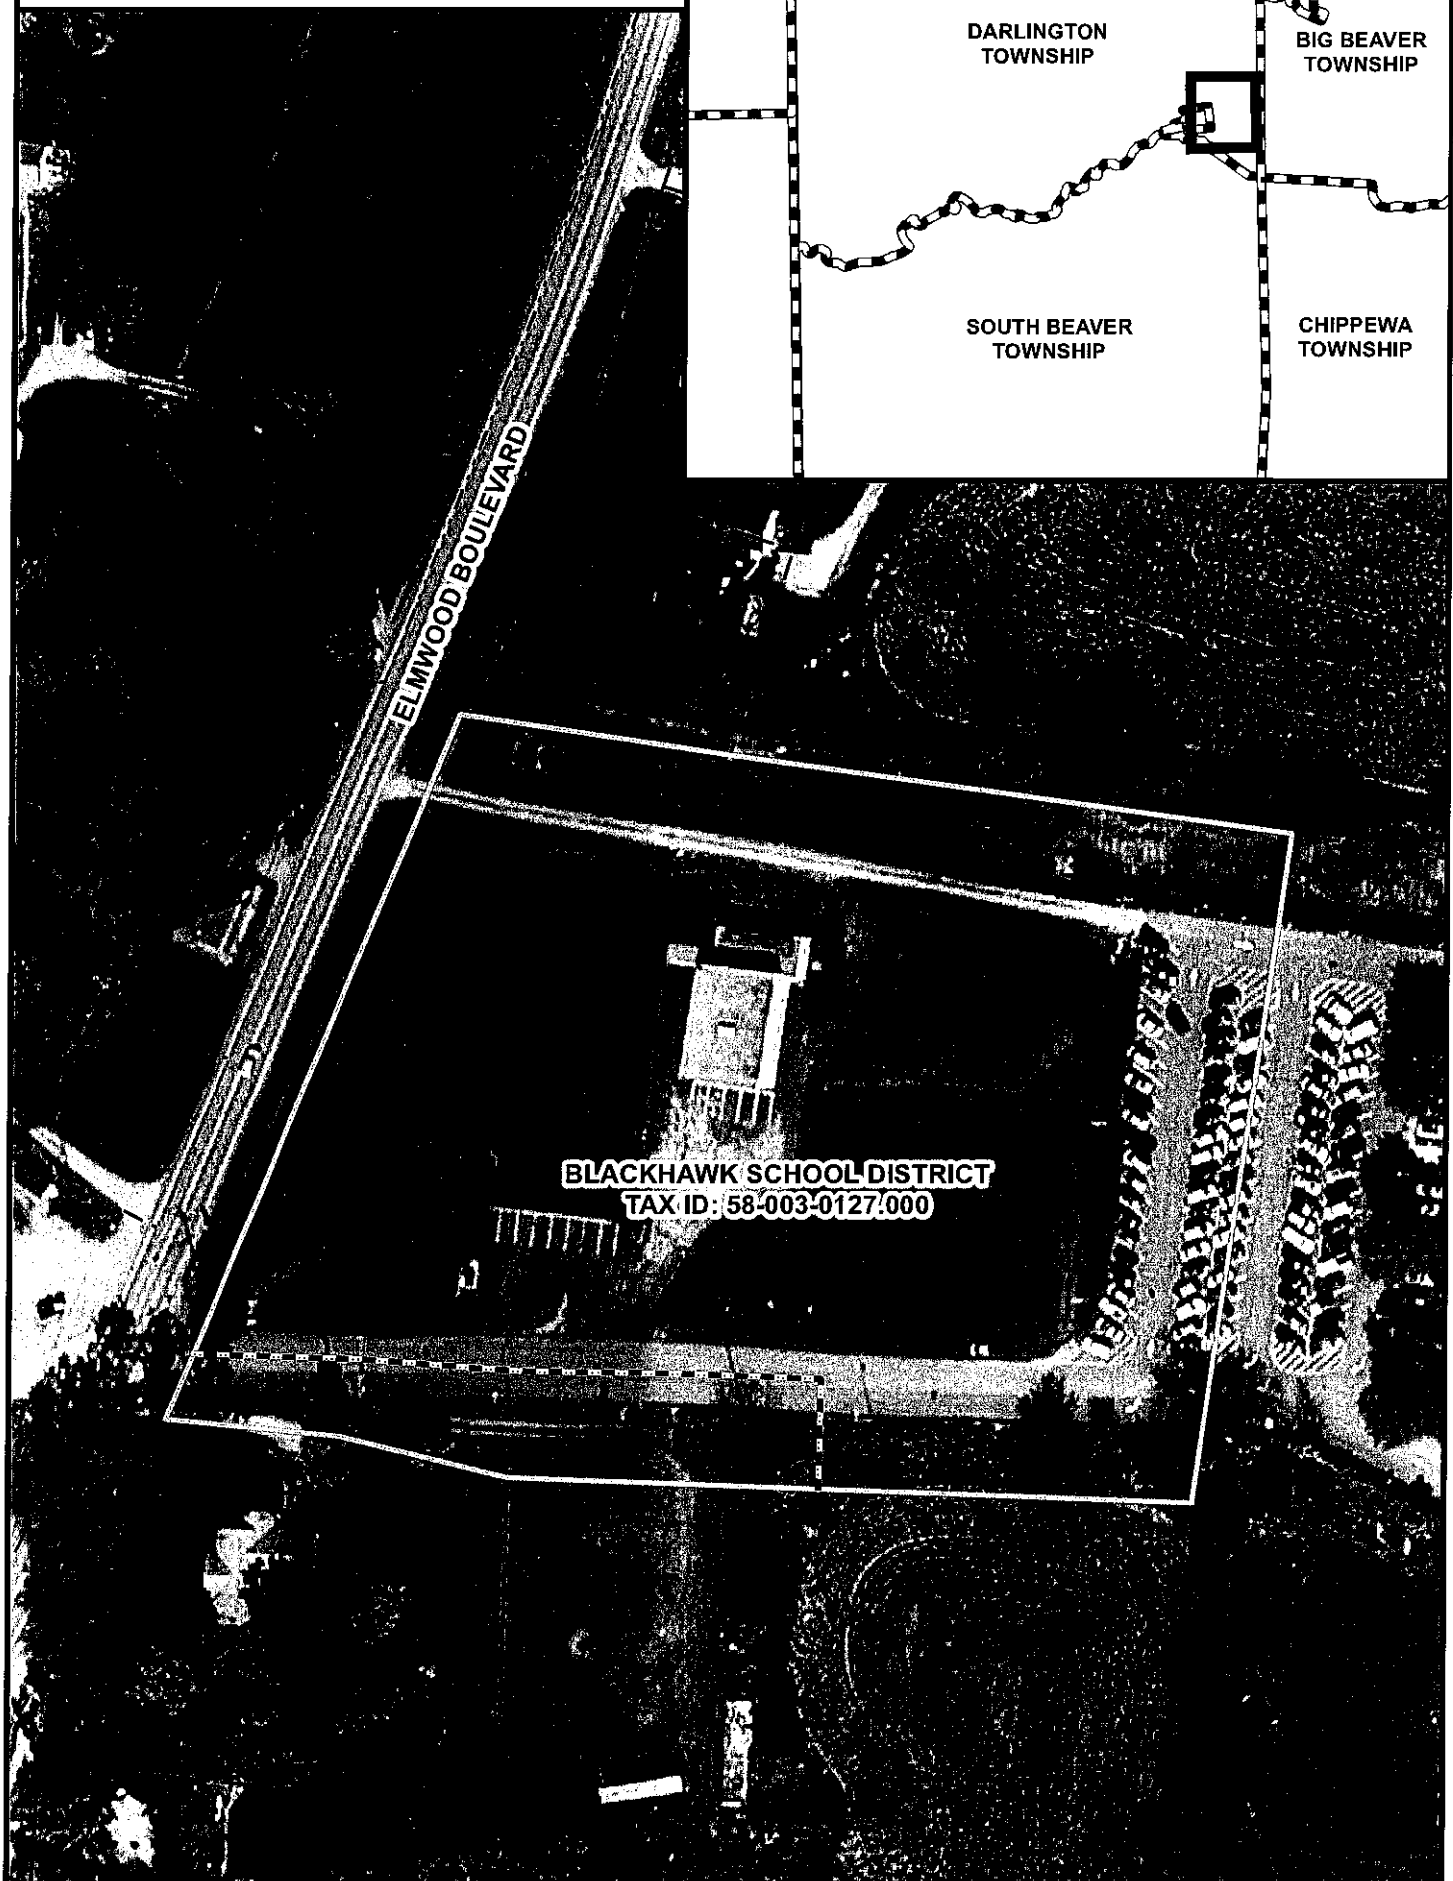 DARLINGTON
TOWNSHIP
BIG BEAVER
TOWNSHIP
SOUTH BEAVER
TOWNSHIP
CHIPPEWA
TOWNSHIP
ELMWOOD BOULEVARD
BLACKHAWK SCHOOL DISTRICT
TAX ID: 58-003-0127.000